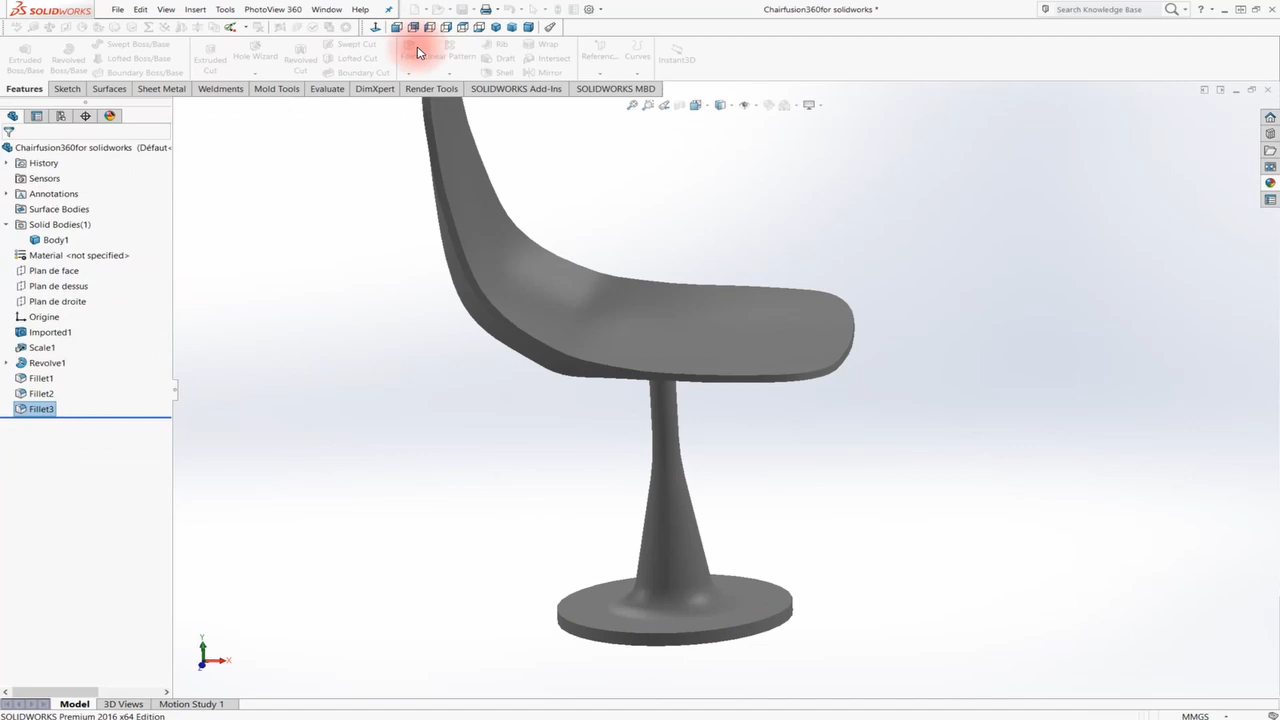 SOLIDWORKS File Edit View Insert Tools PhotoView 360 Window Help Chairfusion360for solidworks * Search Knowledge Base
Extruded Boss/Base
Revolved Boss/Base
Swept Boss/Base
Lofted Boss/Base
Boundary Boss/Base
Extruded Cut
Hole Wizard
Revolved Cut
Swept Cut
Lofted Cut
Boundary Cut
Pattern
Rib
Draft
Shell
Wrap
Intersect
Mirror
Referenc...
Curves
Instant3D
Features Sketch Surfaces Sheet Metal Weldments Mold Tools Evaluate DimXpert Render Tools SOLIDWORKS Add-Ins SOLIDWORKS MBD
Chairfusion360for solidworks (Défaut<
History
Sensors
Annotations
Surface Bodies
Solid Bodies(1)
Body1
Material <not specified>
Plan de face
Plan de dessus
Plan de droite
Origine
Imported1
Scale1
Revolve1
Fillet1
Fillet2
Fillet3
Y
X
Z
Model 3D Views Motion Study 1
SOLIDWORKS Premium 2016 x64 Edition MMGS